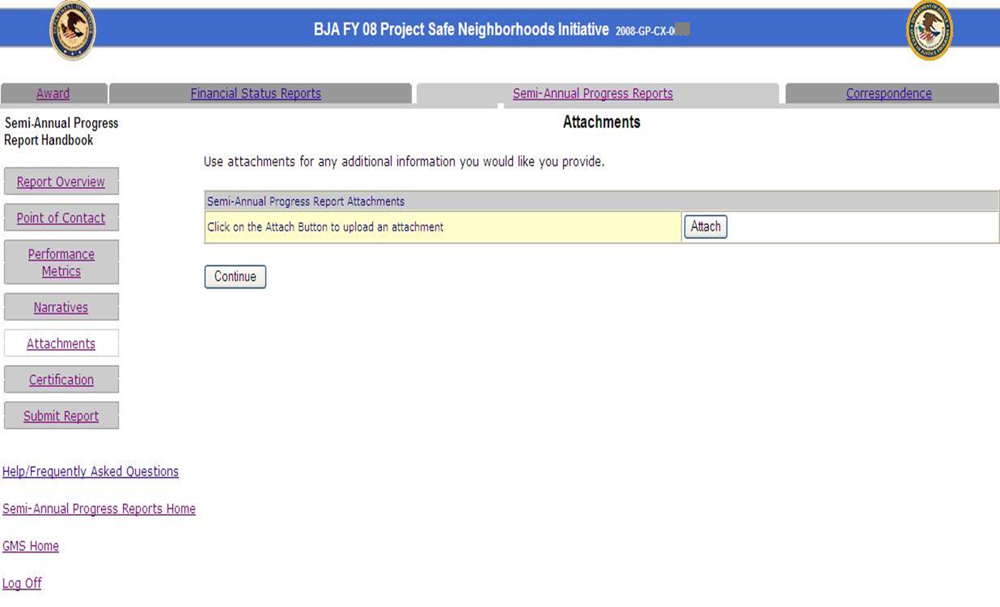 BJA FY 08 Project Safe Neighborhoods Initiative 2008-GP-CX-0
Award
Financial Status Reports
Semi-Annual Progress Reports
Correspondence
Semi-Annual Progress
Report Handbook
Attachments
Use attachments for any additional information you would like you provide.
Report Overview
Point of Contact
Performance
Metrics
Narratives
Attachments
Certification
Submit Report
Semi-Annual Progress Report Attachments
Click on the Attach Button to upload an attachment
Attach
Continue
Help/Frequently Asked Questions
Semi-Annual Progress Reports Home
GMS Home
Log Off